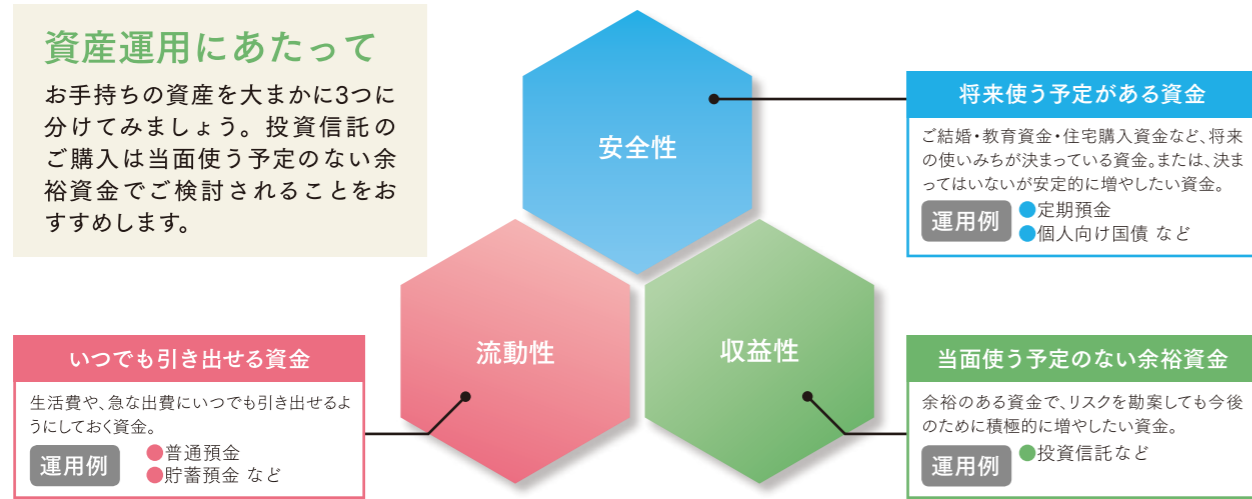 資産運用にあたって
お手持ちの資産を大まかに3つに
分けてみましょう。投資信託の
ご購入は当面使う予定のない余
裕資金でご検討されることをお
すすめします。
安全性
将来使う予定がある資金
ご結婚・教育資金・住宅購入資金など、将来
の使いみちが決まっている資金。または、決ま
ってはいないが安定的に増やしたい資金。
運用例
●定期預金
●個人向け国債 など
流動性
いつでも引き出せる資金
生活費や、急な出費にいつでも引き出せるよ
うにしておく資金。
運用例
●普通預金
●貯蓄預金 など
収益性
当面使う予定のない余裕資金
余裕のある資金で、リスクを勘案しても今後
のために積極的に増やしたい資金。
運用例
●投資信託など